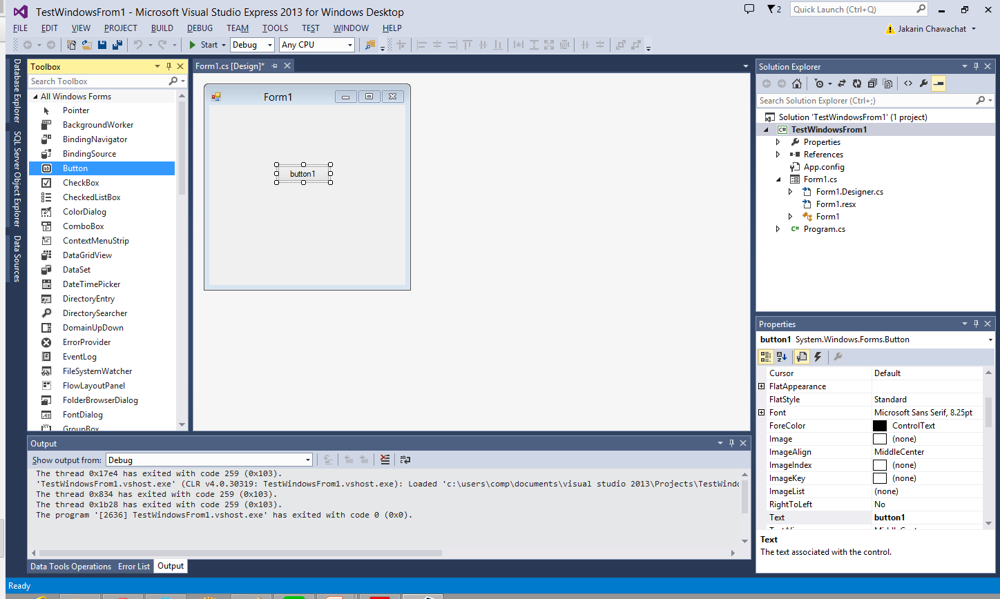 TestWindowsFrom1 - Microsoft Visual Studio Express 2013 for Windows Desktop
2
Quick Launch (Ctrl+Q)
FILE EDIT VIEW PROJECT BUILD DEBUG TEAM TOOLS TEST WINDOW HELP
Jakarin Chawachat
Start Debug Any CPU
Database Explorer
SQL Server Object Explorer
Data Sources
Toolbox
Search Toolbox
All Windows Forms
Pointer
BackgroundWorker
BindingNavigator
BindingSource
Button
CheckBox
CheckedListBox
ColorDialog
ComboBox
ContextMenuStrip
DataGridView
DataSet
DateTimePicker
DirectoryEntry
DirectorySearcher
DomainUpDown
ErrorProvider
EventLog
FileSystemWatcher
FlowLayoutPanel
FolderBrowserDialog
FontDialog
GroupBox
Form1.cs [Design]*
Form1
button1
Solution Explorer
Search Solution Explorer (Ctrl+;)
Solution 'TestWindowsFrom1' (1 project)
TestWindowsFrom1
Properties
References
App.config
Form1.cs
Form1.Designer.cs
Form1.resx
Form1
Program.cs
Properties
button1 System.Windows.Forms.Button
Cursor Default
FlatAppearance
FlatStyle Standard
Font Microsoft Sans Serif, 8.25pt
ForeColor ControlText
Image (none)
ImageAlign MiddleCenter
ImageIndex (none)
ImageKey (none)
ImageList (none)
RightToLeft No
Text button1
TextAlign MiddleCenter
Text
The text associated with the control.
Output
Show output from: Debug
The thread 0x17e4 has exited with code 259 (0x103).
'TestWindowsFrom1.vshost.exe' (CLR v4.0.30319: TestWindowsFrom1.vshost.exe): Loaded 'c:\users\comp\documents\visual studio 2013\Projects\TestWindo
The thread 0x834 has exited with code 259 (0x103).
The thread 0x1b28 has exited with code 259 (0x103).
The program '[2636] TestWindowsFrom1.vshost.exe' has exited with code 0 (0x0).
Data Tools Operations Error List Output
Ready